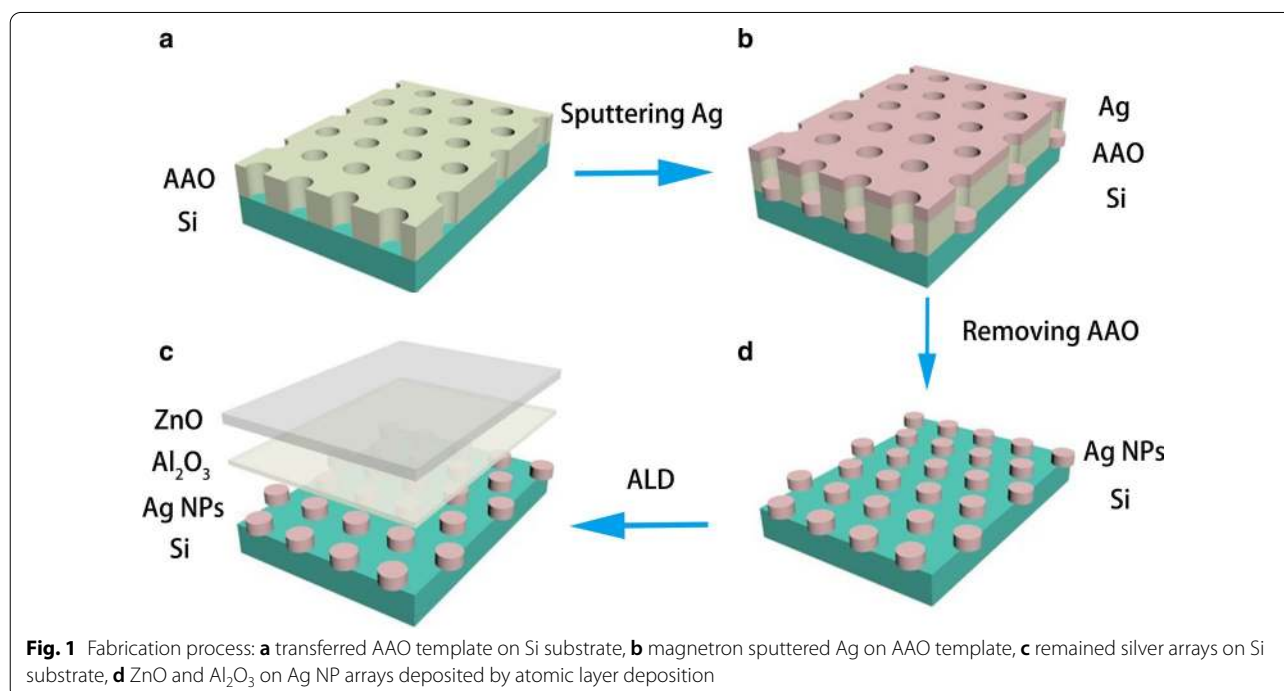 a
b
Sputtering Ag
Ag
AAO
Si
AAO
Si
Removing AAO
c
d
ZnO
Al₂O₃
Ag NPs
Si
ALD
Ag NPs
Si
Fig. 1 Fabrication process: a transferred AAO template on Si substrate, b magnetron sputtered Ag on AAO template, c remained silver arrays on Si
substrate, d ZnO and Al₂O₃ on Ag NP arrays deposited by atomic layer deposition